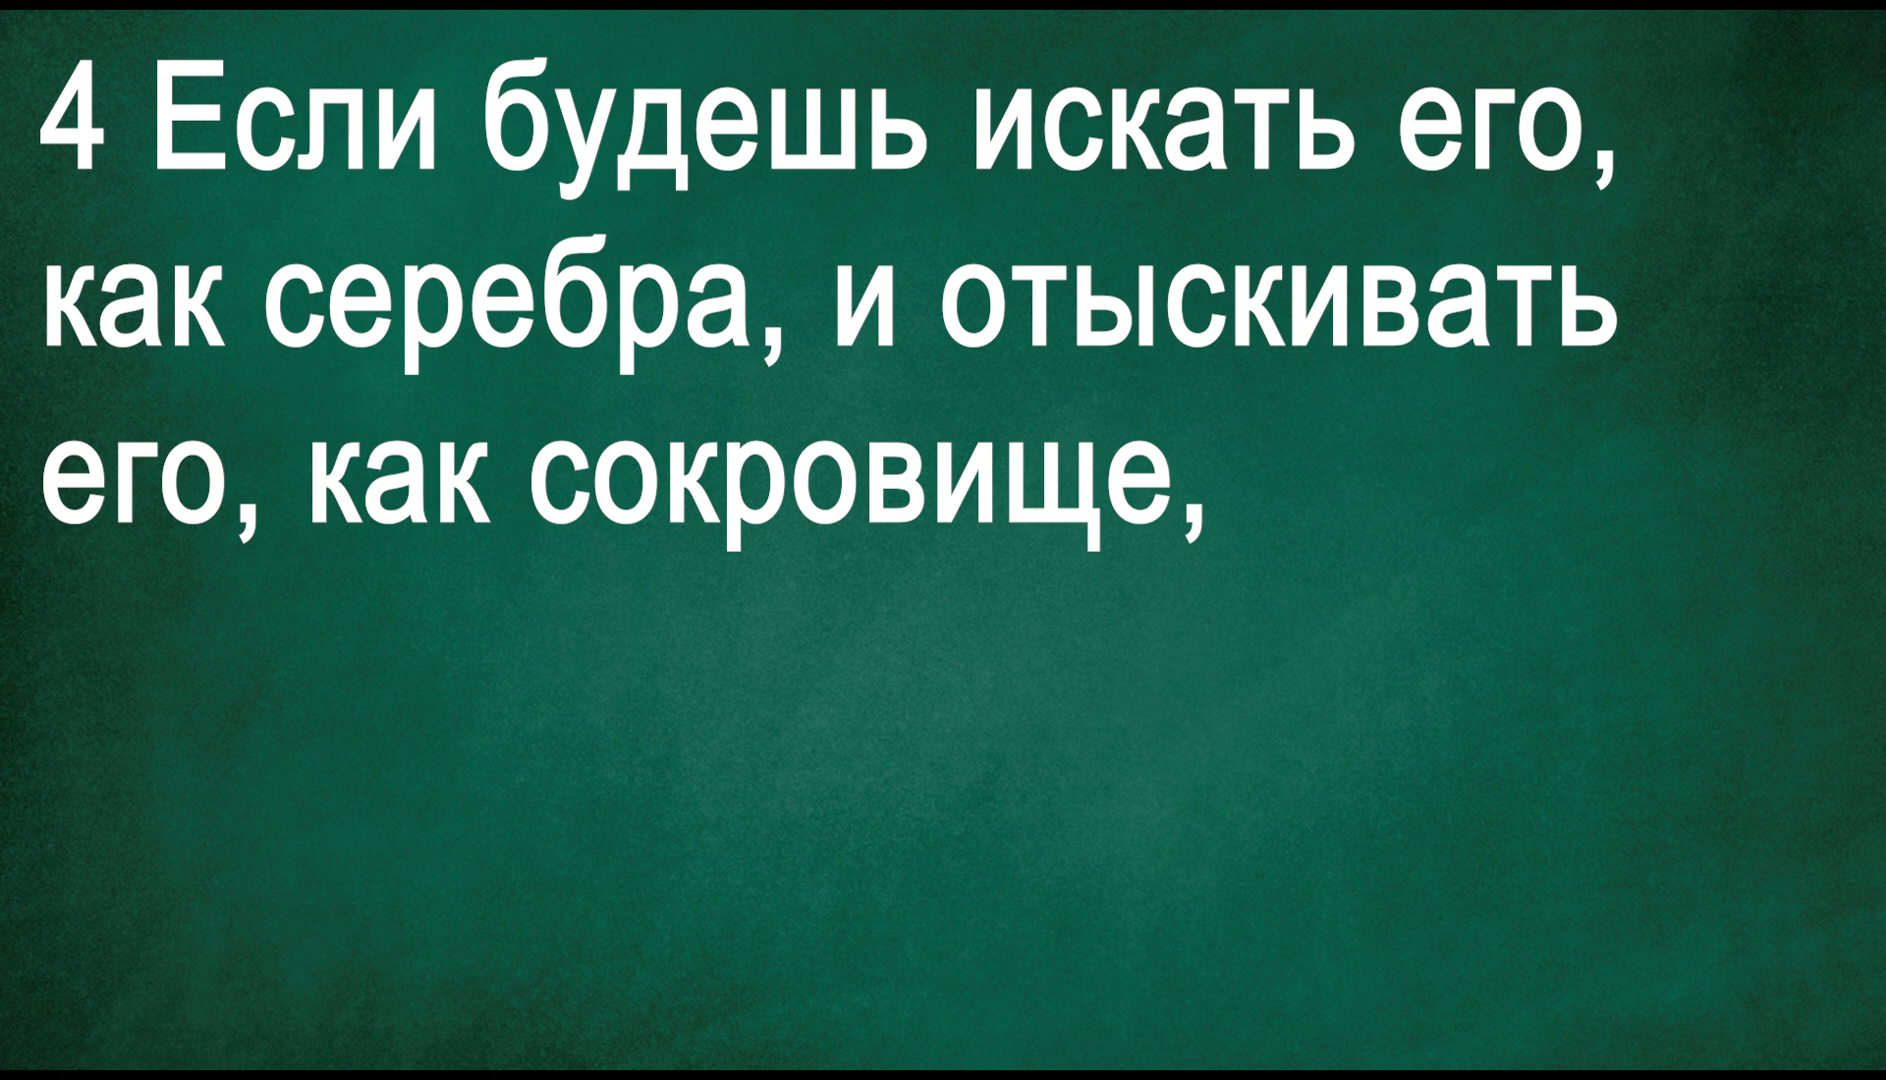 4 Если будешь искать его,
как серебра, и отыскивать
его, как сокровище,